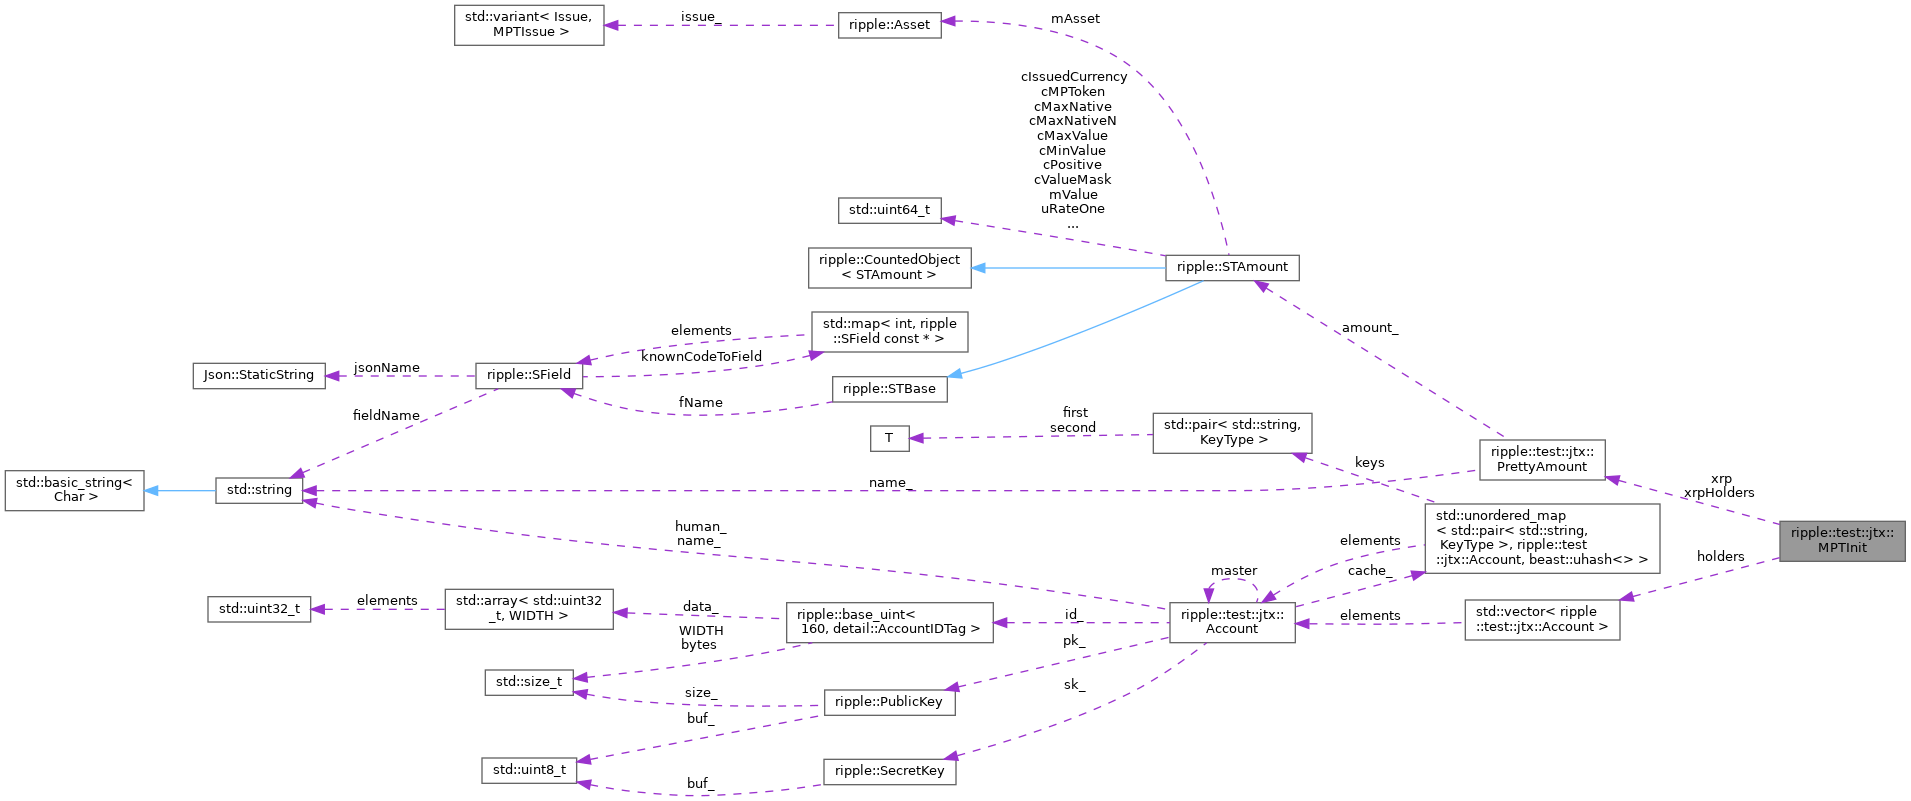 std::variant< Issue,
MPTIssue >
issue_
ripple::Asset
mAsset
cIssuedCurrency
cMPToken
cMaxNative
cMaxNativeN
cMaxValue
cMinValue
cPositive
cValueMask
mValue
uRateOne
...
std::uint64_t
ripple::CountedObject
< STAmount >
ripple::STAmount
std::map< int, ripple
::SField const * >
elements
knownCodeToField
amount_
Json::StaticString
jsonName
ripple::SField
ripple::STBase
fName
fieldName
T
first
second
std::pair< std::string,
KeyType >
ripple::test::jtx::
PrettyAmount
keys
std::basic_string<
Char >
std::string
name_
xrp
xrpHolders
human_
name_
std::unordered_map
< std::pair< std::string,
KeyType >, ripple::test
::jtx::Account, beast::uhash<> >
ripple::test::jtx::
MPTInit
elements
holders
master
cache_
std::uint32_t
elements
std::array< std::uint32
_t, WIDTH >
data_
ripple::base_uint<
160, detail::AccountIDTag >
id_
ripple::test::jtx::
Account
elements
std::vector< ripple
::test::jtx::Account >
WIDTH
bytes
pk_
std::size_t
size_
ripple::PublicKey
sk_
buf_
std::uint8_t
ripple::SecretKey
buf_